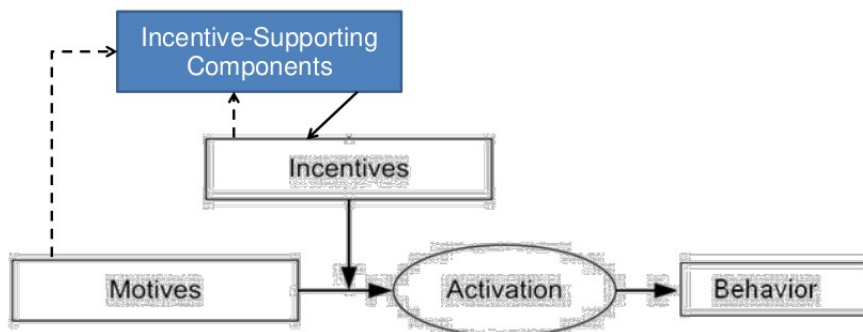 Incentive-Supporting
Components
Incentives
Motives
Activation
Behavior